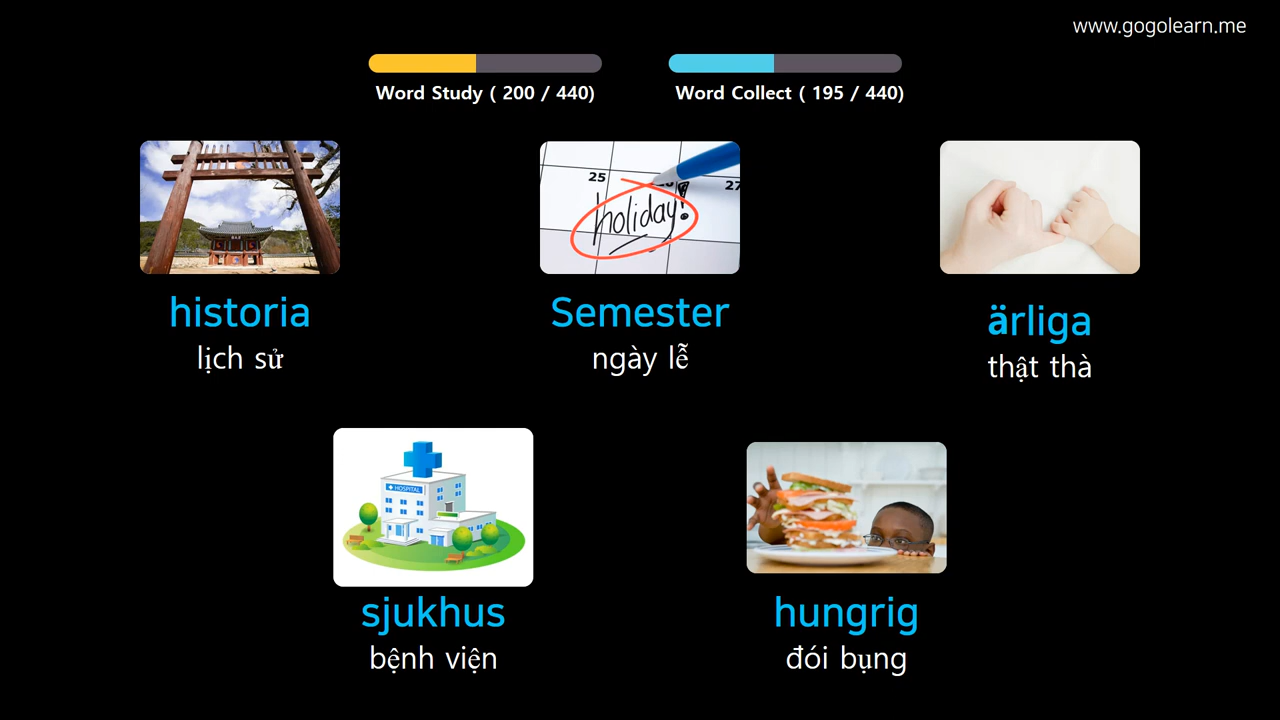 www.gogolearn.me
Word Study ( 200 / 440)
Word Collect ( 195 / 440)
25
27
holiday!
historia
lịch sử
Semester
ngày lễ
ärliga
thật thà
HOSPITAL
sjukhus
bệnh viện
hungrig
đói bụng